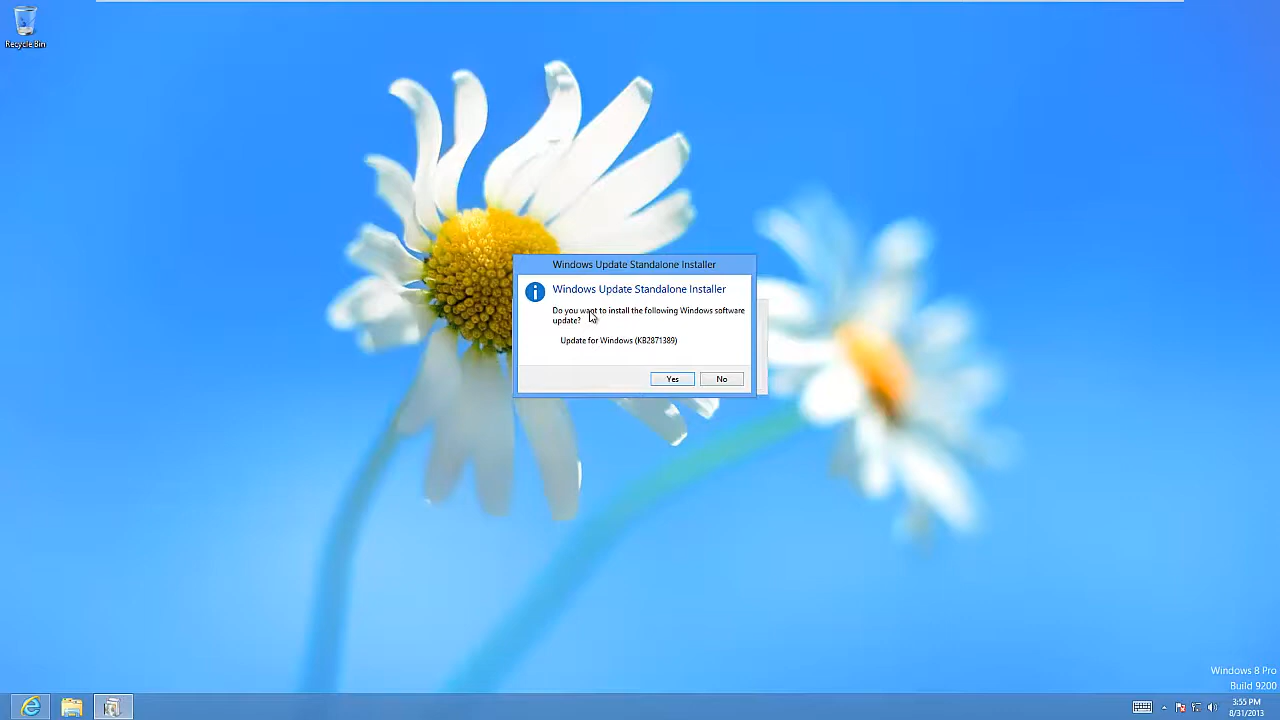 Recycle Bin
Windows Update Standalone Installer
Windows Update Standalone Installer
Do you want to install the following Windows software
update?
Update for Windows (KB2871389)
Yes
No
Windows 8 Pro
Build 9200
3:55 PM
8/31/2013